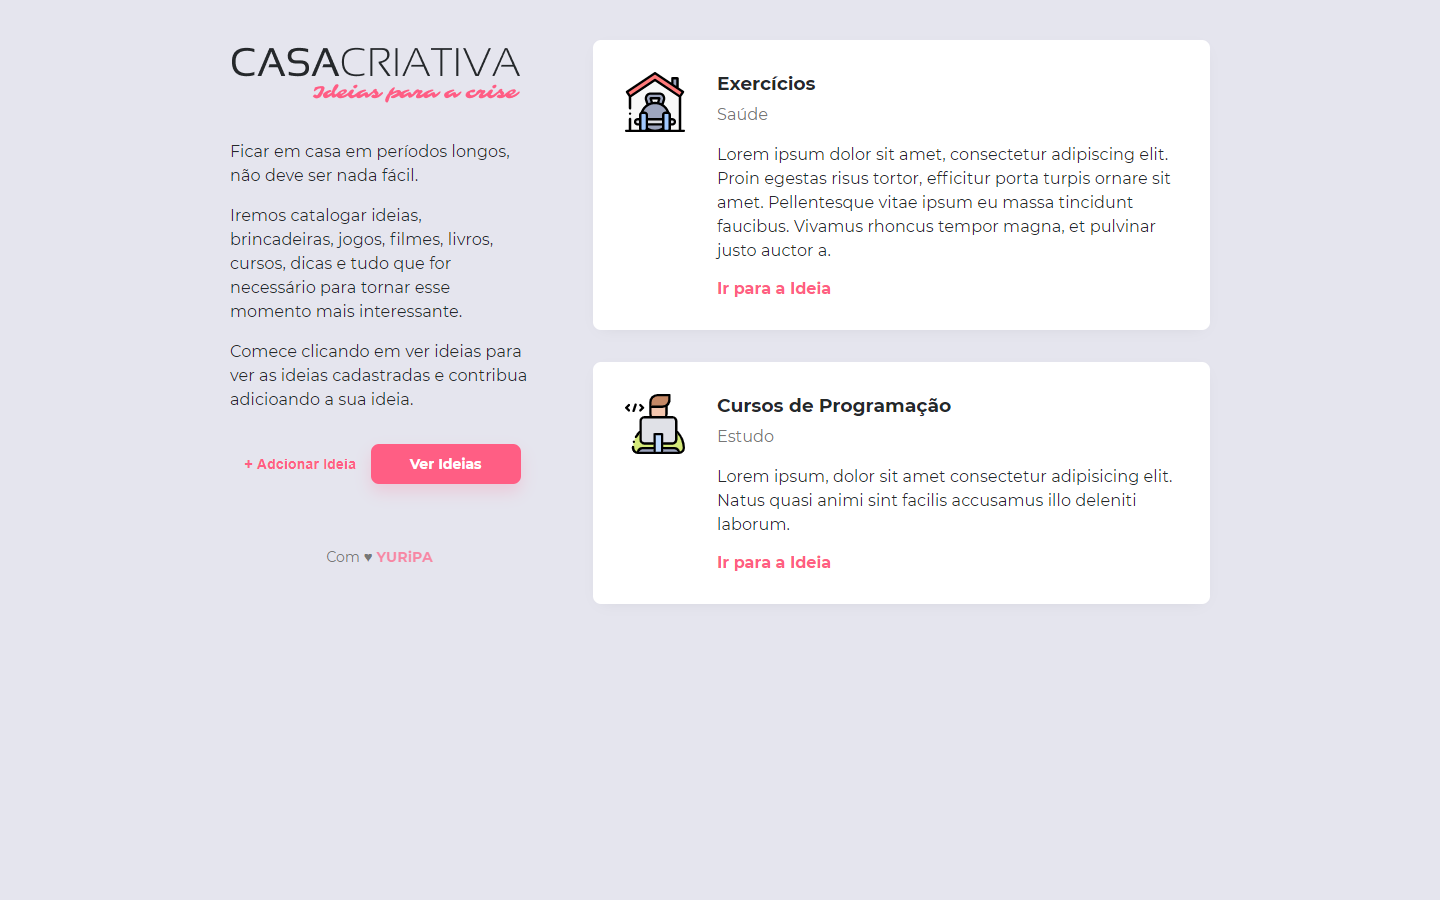 CASACRIATIVA
Ideias para a crise
Ficar em casa em períodos longos,
não deve ser nada fácil.
Iremos catalogar ideias,
brincadeiras, jogos, filmes, livros,
cursos, dicas e tudo que for
necessário para tornar esse
momento mais interessante.
Comece clicando em ver ideias para
ver as ideias cadastradas e contribua
adicioando a sua ideia.
+ Adcionar Ideia
Ver Ideias
Com ♥ YURiPA
Exercícios
Saúde
Lorem ipsum dolor sit amet, consectetur adipiscing elit.
Proin egestas risus tortor, efficitur porta turpis ornare sit
amet. Pellentesque vitae ipsum eu massa tincidunt
faucibus. Vivamus rhoncus tempor magna, et pulvinar
justo auctor a.
Ir para a Ideia
Cursos de Programação
Estudo
Lorem ipsum, dolor sit amet consectetur adipisicing elit.
Natus quasi animi sint facilis accusamus illo deleniti
laborum.
Ir para a Ideia